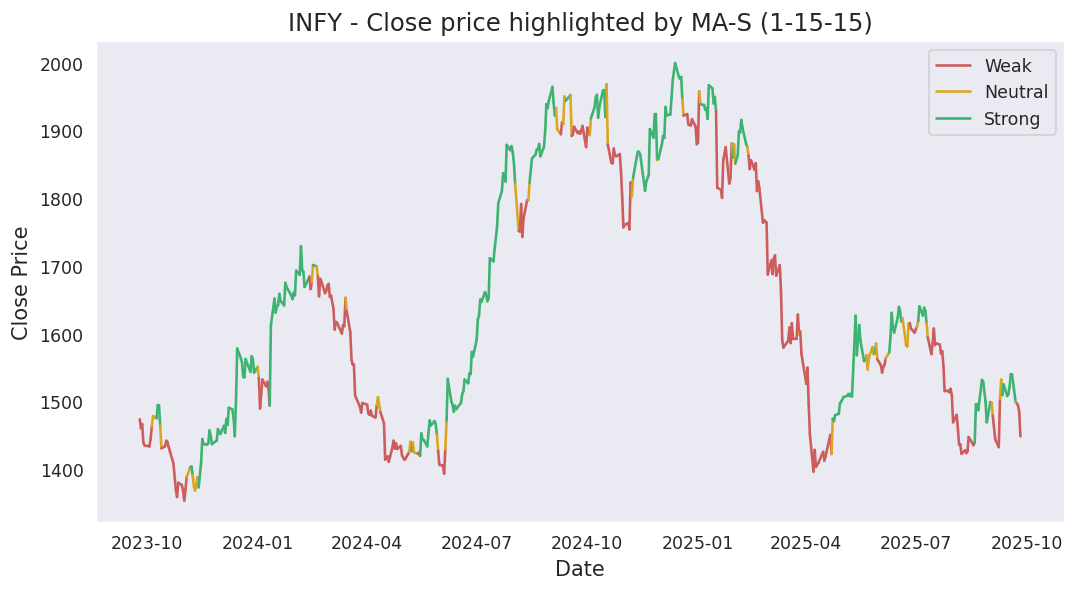 INFY - Close price highlighted by MA-S (1-15-15)
Weak
Neutral
Strong
Close Price
2000
1900
1800
1700
1600
1500
1400
2023-10 2024-01 2024-04 2024-07 2024-10 2025-01 2025-04 2025-07 2025-10
Date